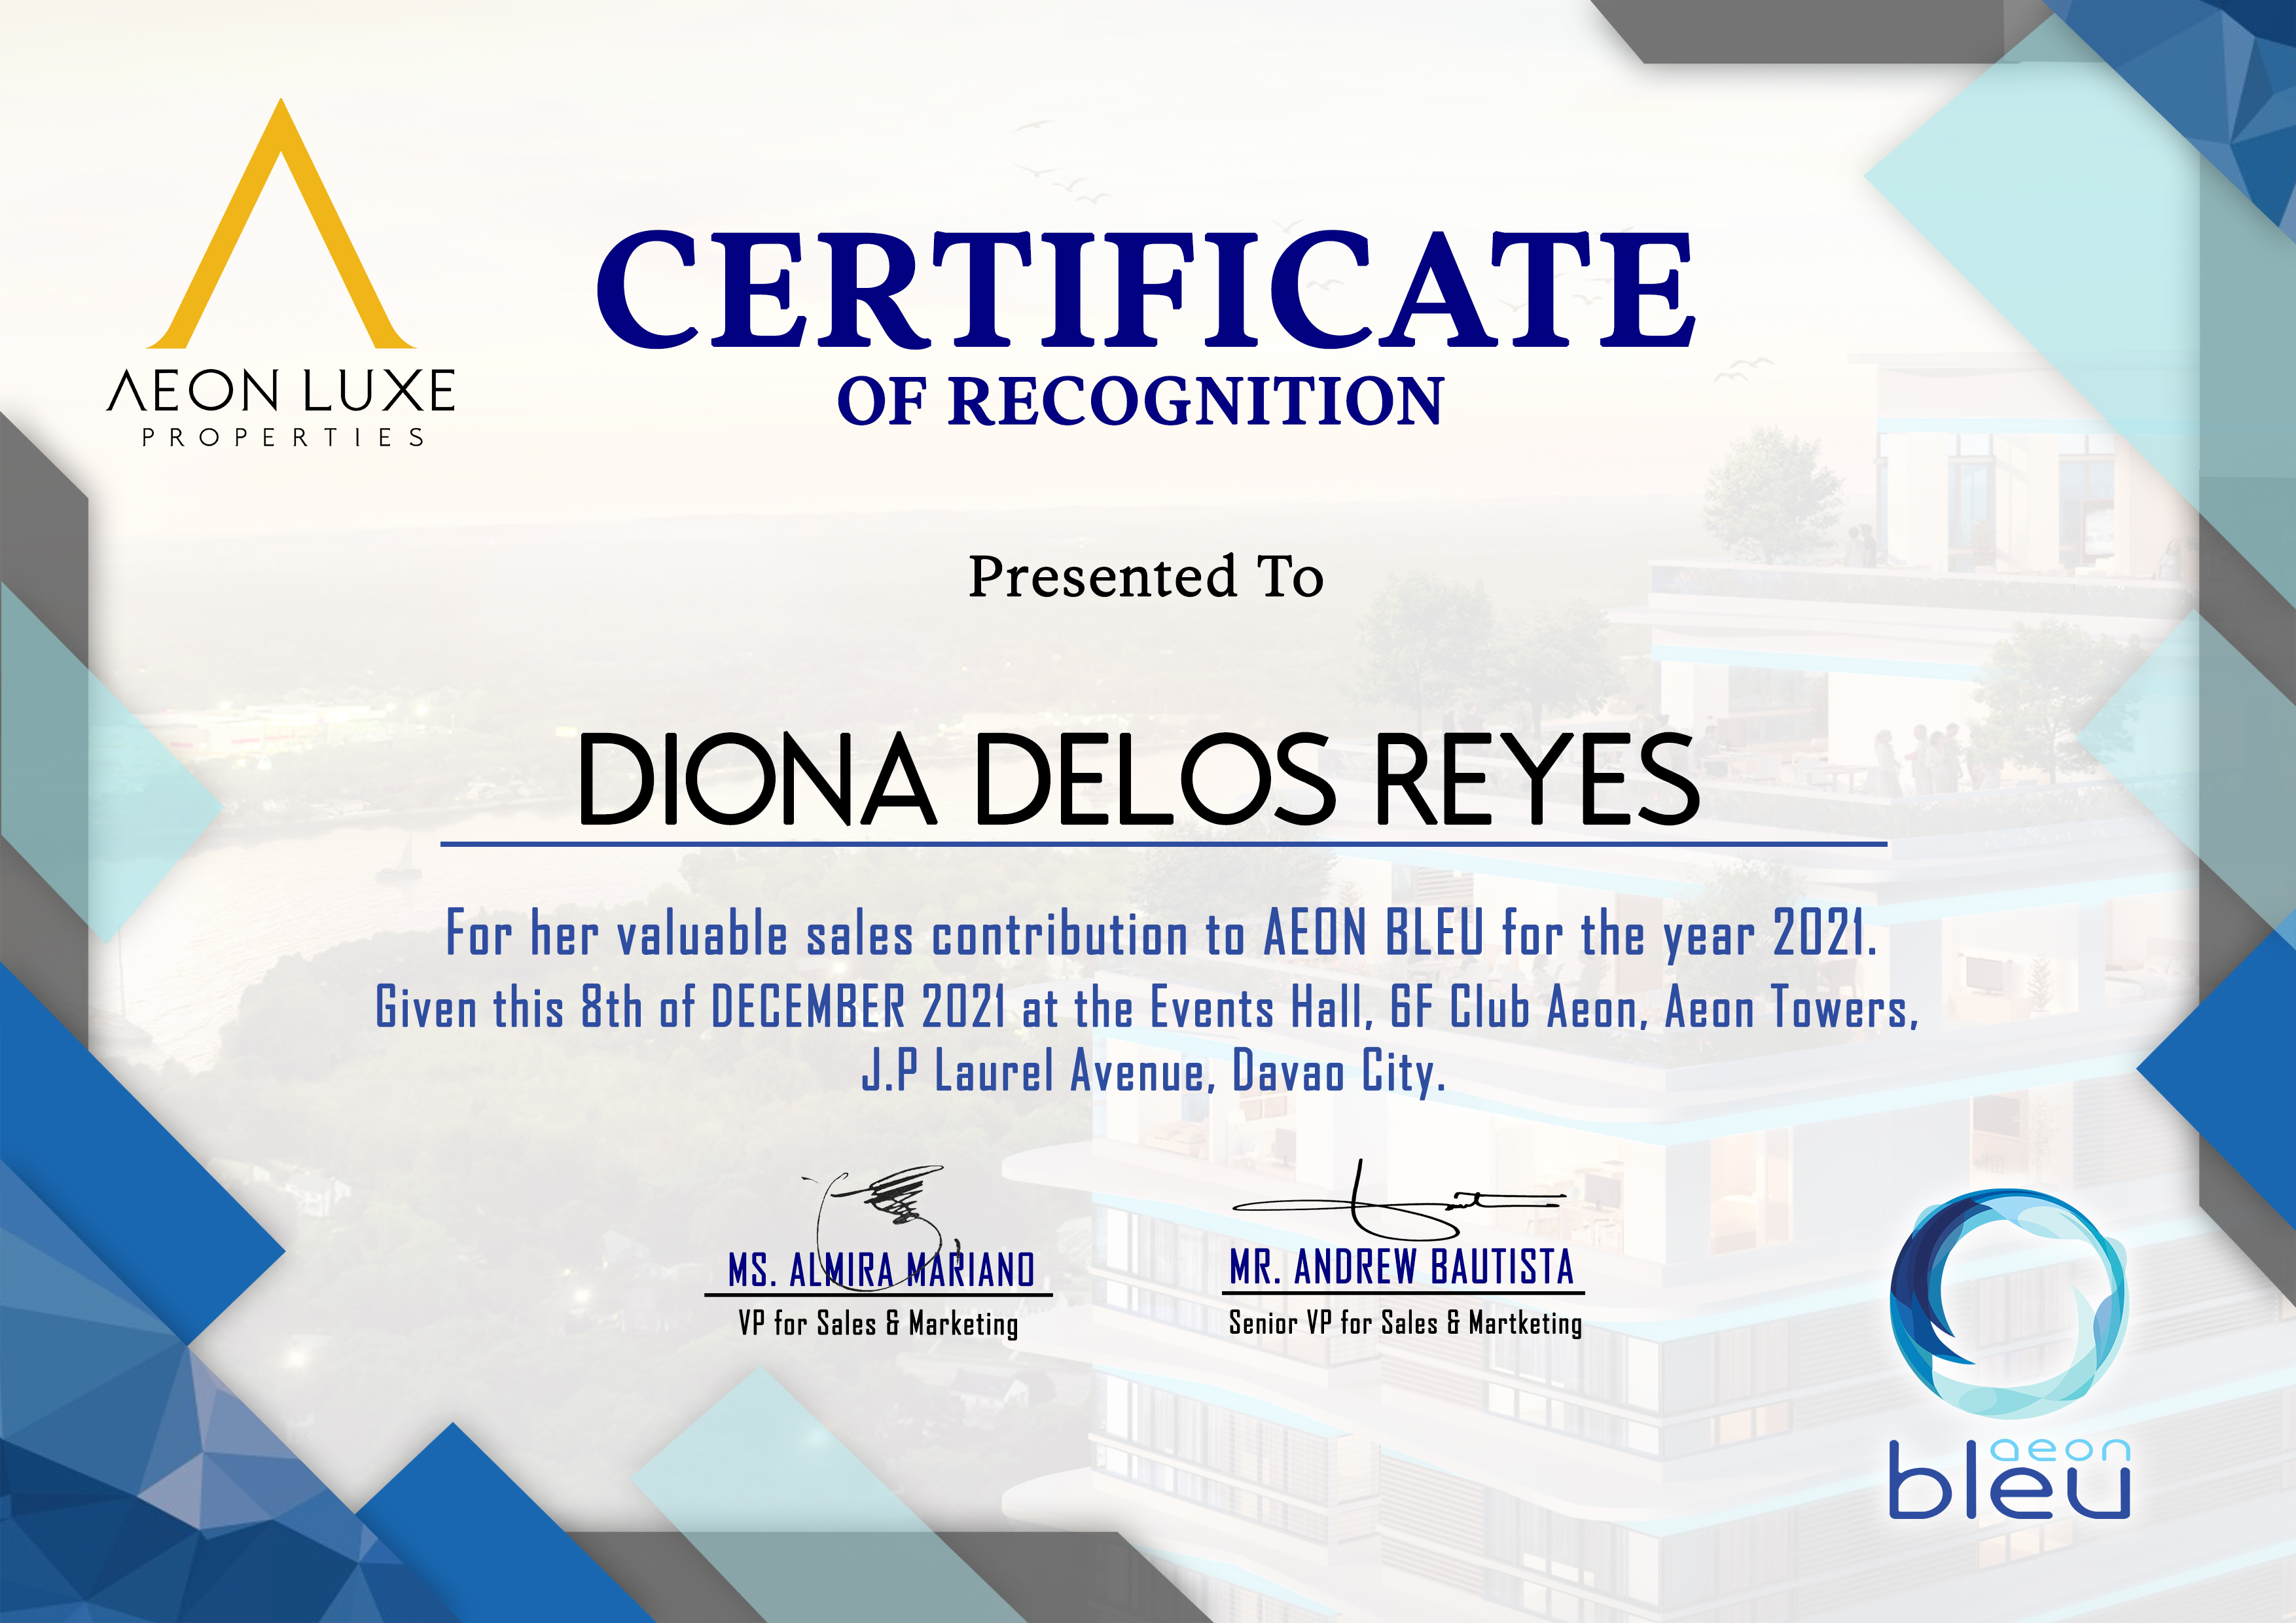 AEON LUXE
PROPERTIES
CERTIFICATE
OF RECOGNITION
Presented To
DIONA DELOS REYES
For her valuable sales contribution to AEON BLEU for the year 2021.
Given this 8th of DECEMBER 2021 at the Events Hall, 6F Club Aeon, Aeon Towers,
J.P Laurel Avenue, Davao City.
MS. ALMIRA MARIANO
VP for Sales & Marketing
MR. ANDREW BAUTISTA
Senior VP for Sales & Martketing
aeon
bleu